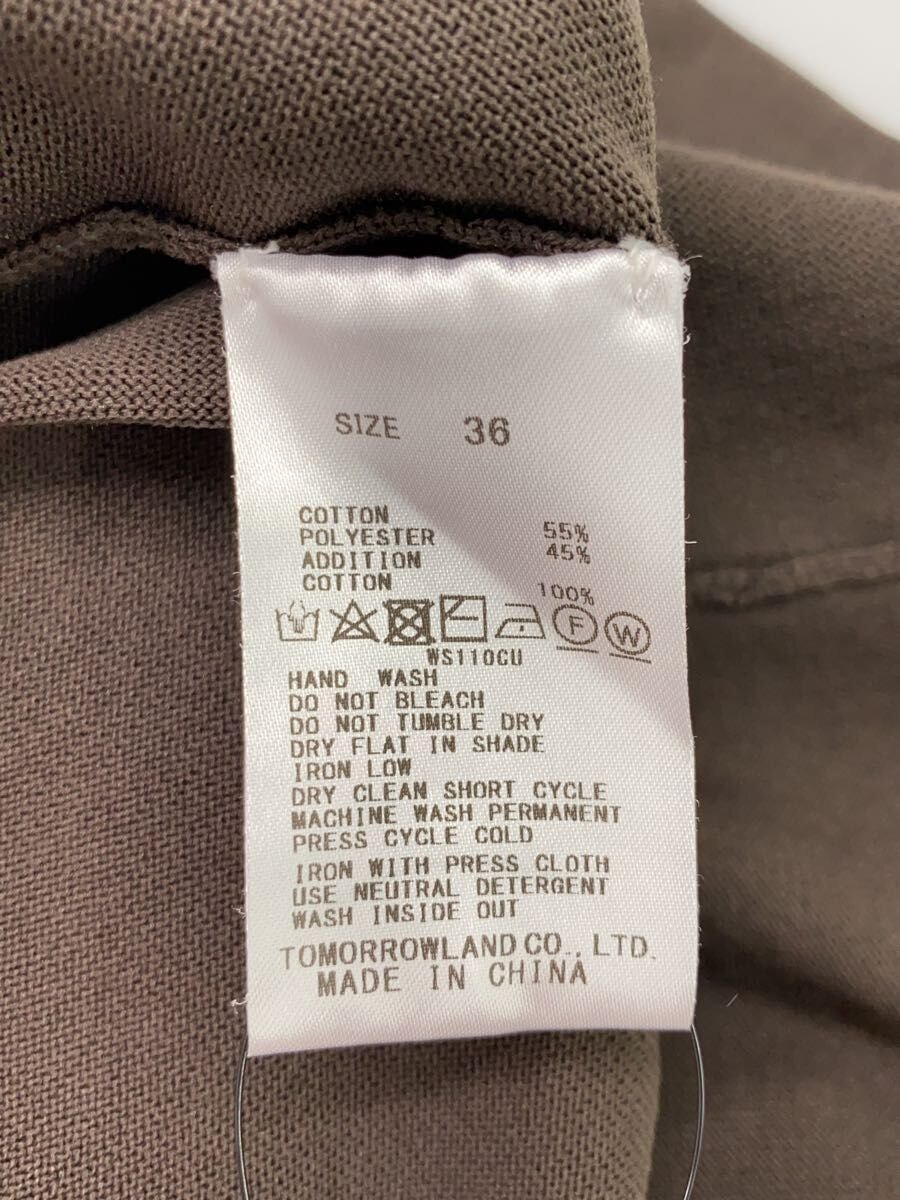 SIZE 36
COTTON
POLYESTER 55%
ADDITION 45%
COTTON
100%
F W
WS110CU
HAND WASH
DO NOT BLEACH
DO NOT TUMBLE DRY
DRY FLAT IN SHADE
IRON LOW
DRY CLEAN SHORT CYCLE
MACHINE WASH PERMANENT
PRESS CYCLE COLD
IRON WITH PRESS CLOTH
USE NEUTRAL DETERGENT
WASH INSIDE OUT
TOMORROWLAND CO., LTD.
MADE IN CHINA